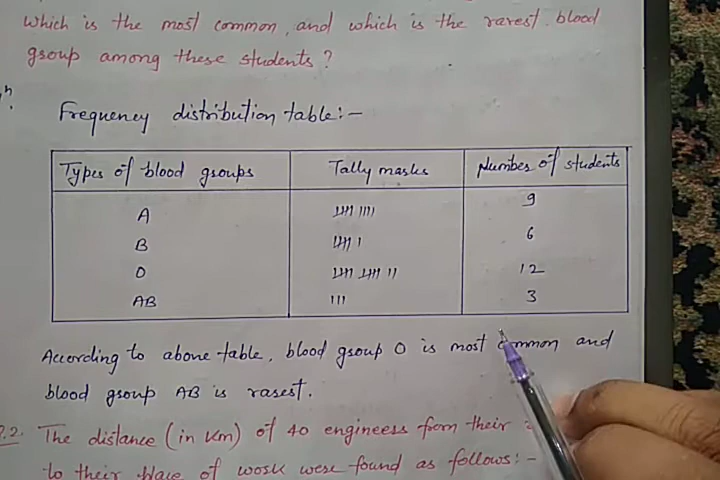 which is the most common, and which is the rarest blood
group among these students?
Frequency distribution table:-
Types of blood groups Tally marks Number of students
A 𝍸 |||| 9
B 𝍸 | 6
O 𝍸 𝍸 || 12
AB ||| 3
According to above table, blood group O is most common and
blood group AB is rarest.
2. The distance (in km) of 40 engineers from their
to their place of work were found as follows:-